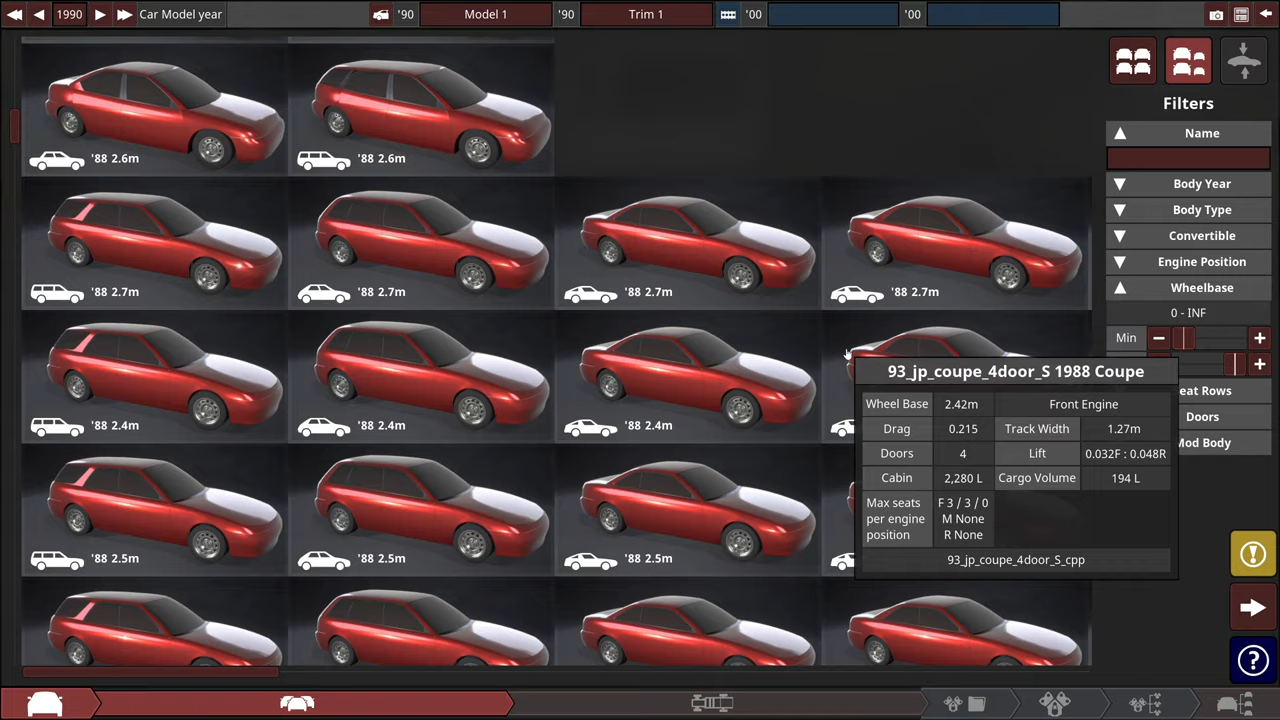 1990 Car Model year '90 Model 1 '90 Trim 1 '00 '00
Filters
Name
'88 2.6m '88 2.6m
Body Year
Body Type
Convertible
Engine Position
Wheelbase
'88 2.7m '88 2.7m '88 2.7m '88 2.7m
0 - INF
Min
93_jp_coupe_4door_S 1988 Coupe
eat Rows
Wheel Base 2.42m Front Engine
Doors
'88 2.4m '88 2.4m '88 2.4m
Drag 0.215 Track Width 1.27m
Mod Body
Doors 4 Lift 0.032F : 0.048R
Cabin 2,280 L Cargo Volume 194 L
Max seats
per engine
position
F 3 / 3 / 0
M None
R None
'88 2.5m '88 2.5m '88 2.5m
93_jp_coupe_4door_S_cpp